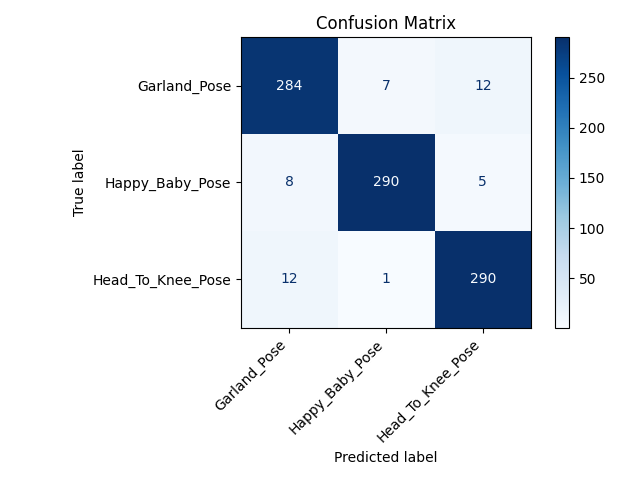 Confusion Matrix
True label
Garland_Pose 284 7 12
Happy_Baby_Pose 8 290 5
Head_To_Knee_Pose 12 1 290
Garland_Pose Happy_Baby_Pose Head_To_Knee_Pose
Predicted label
250
200
150
100
50